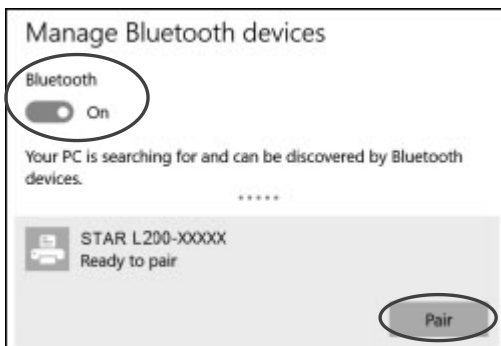 Manage Bluetooth devices
Bluetooth
On
Your PC is searching for and can be discovered by Bluetooth
devices.
STAR L200-XXXXX
Ready to pair
Pair